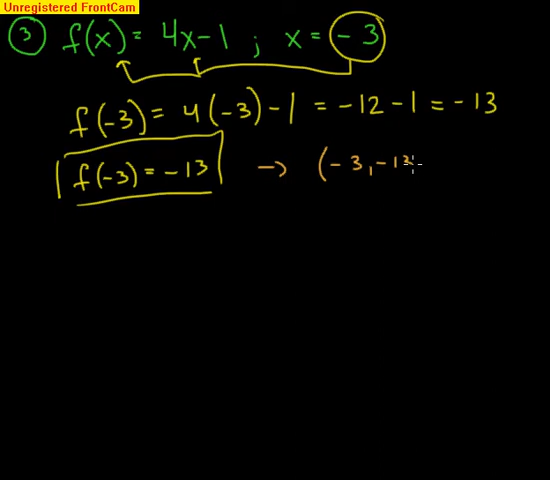 Unregistered FrontCam
3 f(x) = 4x-1 ; x = -3
f(-3) = 4(-3)-1 = -12-1 = -13
f(-3) = -13 → (-3,-13